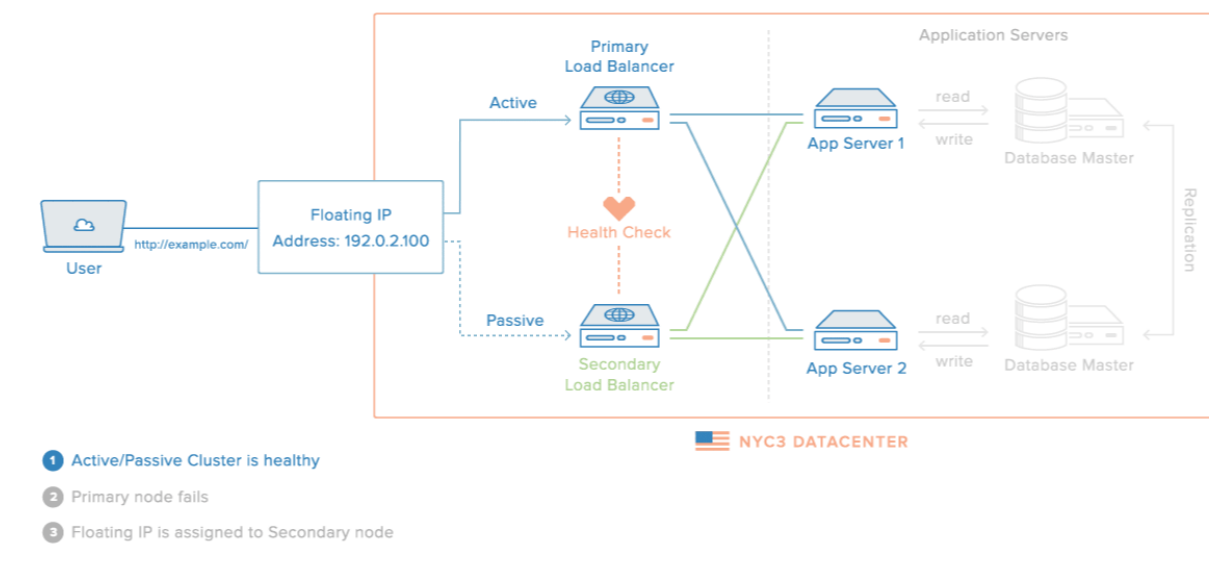 Application Servers
Primary
Load Balancer
Active
read
write
App Server 1
Database Master
Floating IP
Address: 192.0.2.100
http://example.com/
User
Health Check
Replication
Passive
read
write
Secondary
Load Balancer
App Server 2
Database Master
NYC3 DATACENTER
1 Active/Passive Cluster is healthy
2 Primary node fails
3 Floating IP is assigned to Secondary node